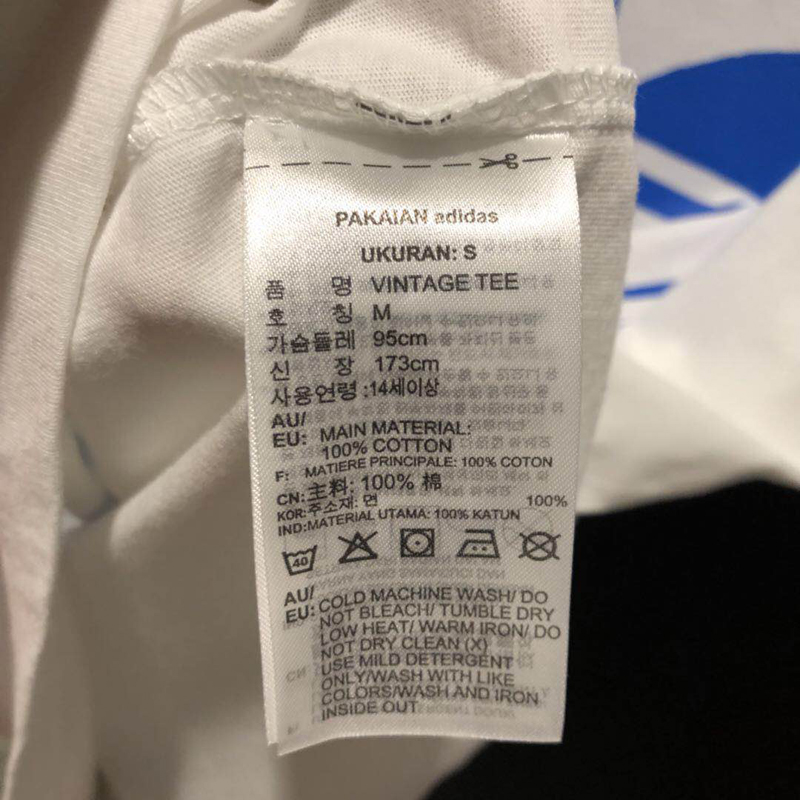 PAKAIAN adidas
UKURAN: S
품 명 VINTAGE TEE
호 칭 M
가슴둘레 95cm
신 장 173cm
사용연령 :14세이상
AU/
EU: MAIN MATERIAL:
100% COTTON
F: MATIERE PRINCIPALE: 100% COTON
CN: 主料: 100% 棉
KOR: 주소재: 면 100%
IND: MATERIAL UTAMA: 100% KATUN
40
AU/
EU: COLD MACHINE WASH/ DO
NOT BLEACH/ TUMBLE DRY
LOW HEAT/ WARM IRON/ DO
NOT DRY CLEAN (X)
USE MILD DETERGENT
ONLY/WASH WITH LIKE
COLORS/WASH AND IRON
INSIDE OUT